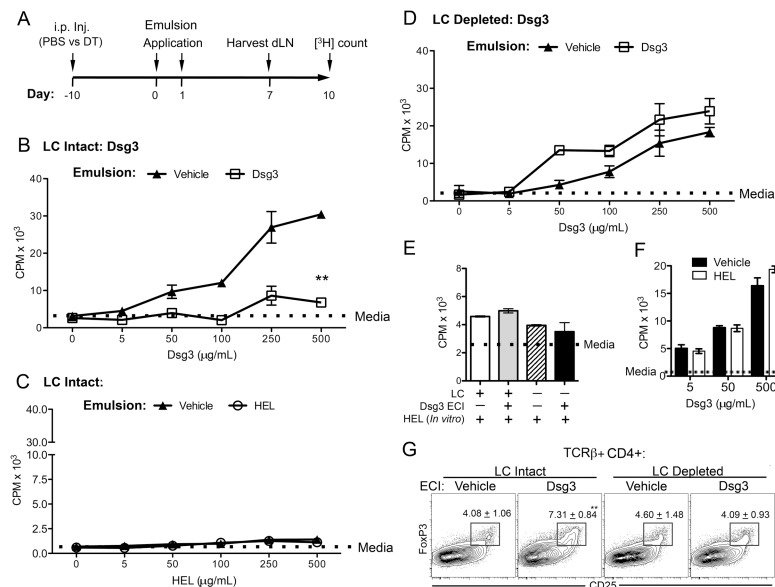 A
i.p. Inj.
(PBS vs DT)
Emulsion
Application
Harvest dLN
[³H] count
Day: -10 0 1 7 10
B LC Intact: Dsg3
Emulsion: Vehicle Dsg3
CPM x 10³
40
30
20
10
0
**
Media
0 5 50 100 250 500
Dsg3 (μg/mL)
C LC Intact:
Emulsion: Vehicle HEL
CPM x 10³
40.0
30.0
5.0
2.5
0.0
Media
0 5 50 100 250 500
HEL (μg/mL)
D LC Depleted: Dsg3
Emulsion: Vehicle Dsg3
CPM x 10³
40
30
20
10
0
Media
0 5 50 100 250 500
Dsg3 (μg/mL)
E
CPM x 10³
8
6
4
2
0
Media
LC + + — —
Dsg3 ECI — + — +
HEL (In vitro) + + + +
F
Vehicle
HEL
CPM x 10³
20
15
10
5
0
Media
5 50 500
Dsg3 (μg/mL)
G
TCRβ+ CD4+:
LC Intact LC Depleted
ECI: Vehicle Dsg3 Vehicle Dsg3
4.08 ± 1.06 7.31 ± 0.84 ** 4.60 ± 1.48 4.09 ± 0.93
FoxP3
CD25